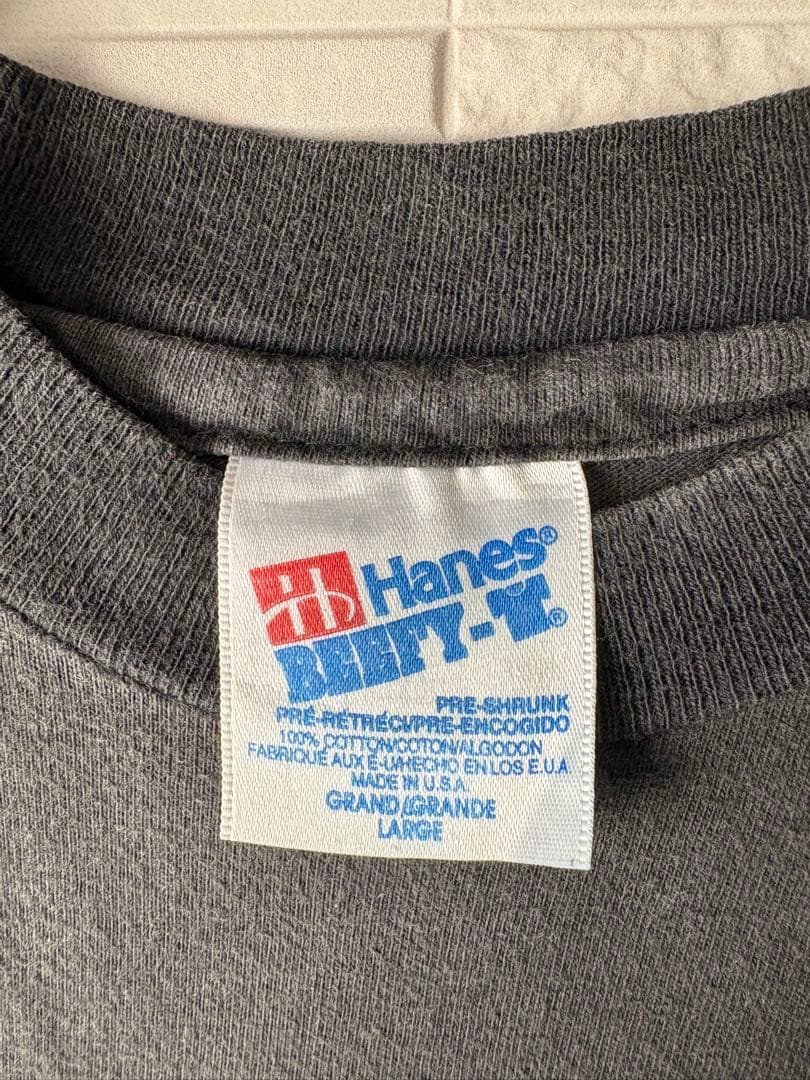 Hanes®
BEEFY-T®
PRE-SHRUNK
PRÉ-RÉTRÉCI/PRE-ENCOGIDO
100% COTTON/COTON/ALGODON
FABRIQUÉ AUX É-U/HECHO EN LOS E.U.A.
MADE IN U.S.A.
GRAND/GRANDE
LARGE